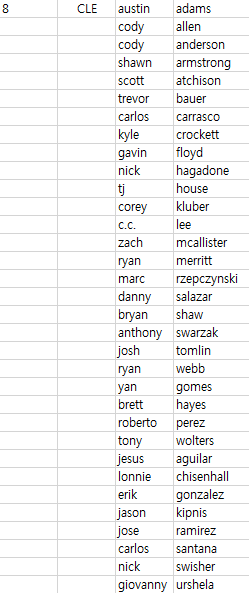 8 CLE austin adams
cody allen
cody anderson
shawn armstrong
scott atchison
trevor bauer
carlos carrasco
kyle crockett
gavin floyd
nick hagadone
tj house
corey kluber
c.c. lee
zach mcallister
ryan merritt
marc rzepczynski
danny salazar
bryan shaw
anthony swarzak
josh tomlin
ryan webb
yan gomes
brett hayes
roberto perez
tony wolters
jesus aguilar
lonnie chisenhall
erik gonzalez
jason kipnis
jose ramirez
carlos santana
nick swisher
giovanny urshela